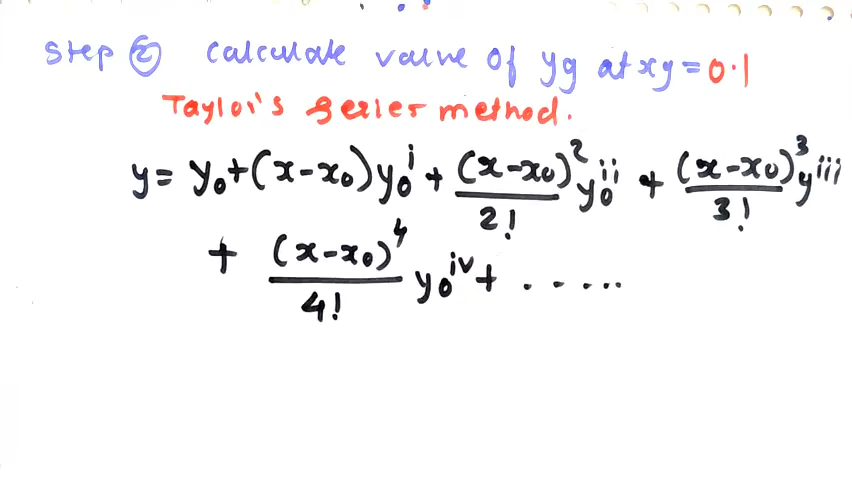 Step ② Calculate value of yg at xg = 0.1
Taylor's Series method.
y = y₀ + (x-x₀) y₀ⁱ + (x-x₀)²/2! y₀ⁱⁱ + (x-x₀)³/3! yⁱⁱⁱ
+ (x-x₀)⁴/4! y₀ⁱᵛ + . . . . .